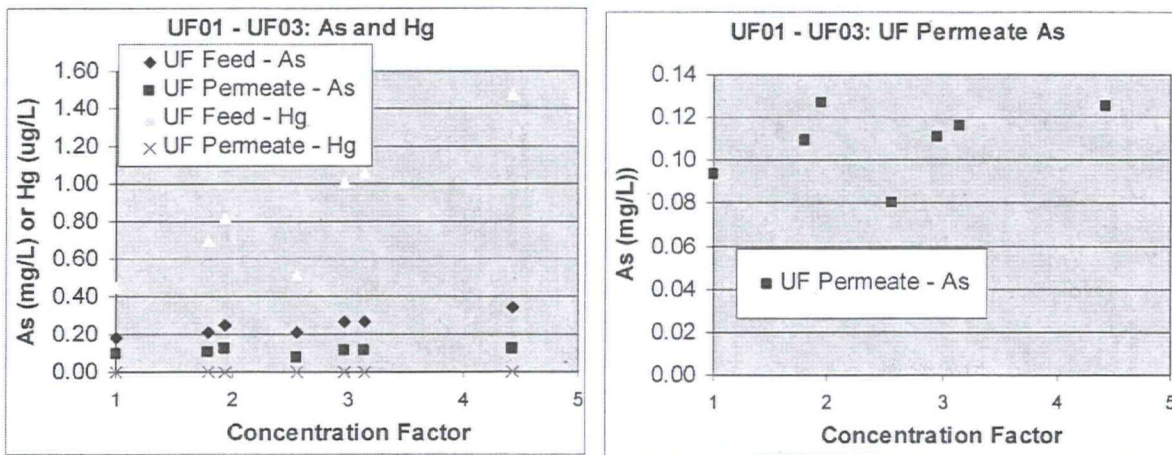 UF01 - UF03: As and Hg
UF Feed - As
UF Permeate - As
UF Feed - Hg
UF Permeate - Hg
1.60
1.40
1.20
1.00
0.80
0.60
0.40
0.20
0.00
As (mg/L) or Hg (ug/L)
1 2 3 4 5
Concentration Factor
UF01 - UF03: UF Permeate As
0.14
0.12
0.10
0.08
0.06
0.04
0.02
0.00
As (mg/L))
UF Permeate - As
1 2 3 4 5
Concentration Factor